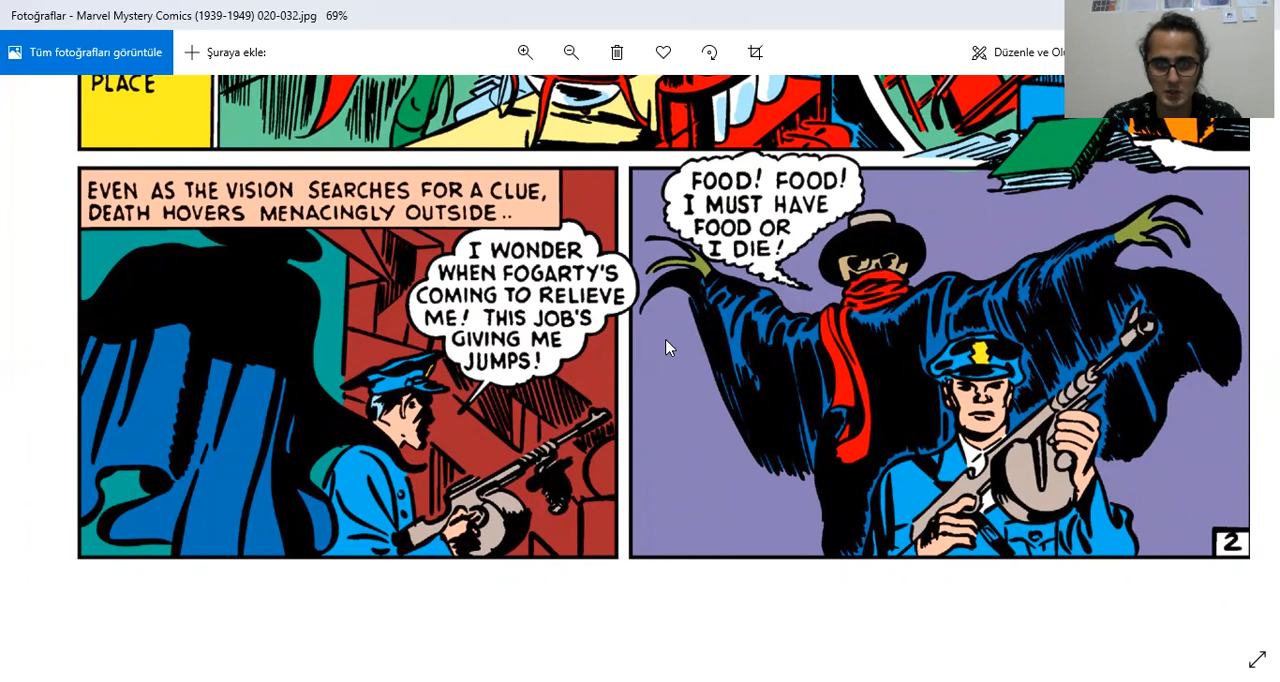 Fotoğraflar - Marvel Mystery Comics (1939-1949) 020-032.jpg   69%
Tüm fotoğrafları görüntüle
Şuraya ekle:
Düzenle ve
PLACE
EVEN AS THE VISION SEARCHES FOR A CLUE,
DEATH HOVERS MENACINGLY OUTSIDE..
I WONDER
WHEN FOGARTY'S
COMING TO RELIEVE
ME! THIS JOB'S
GIVING ME
JUMPS!
FOOD! FOOD!
I MUST HAVE
FOOD OR
I DIE!
2